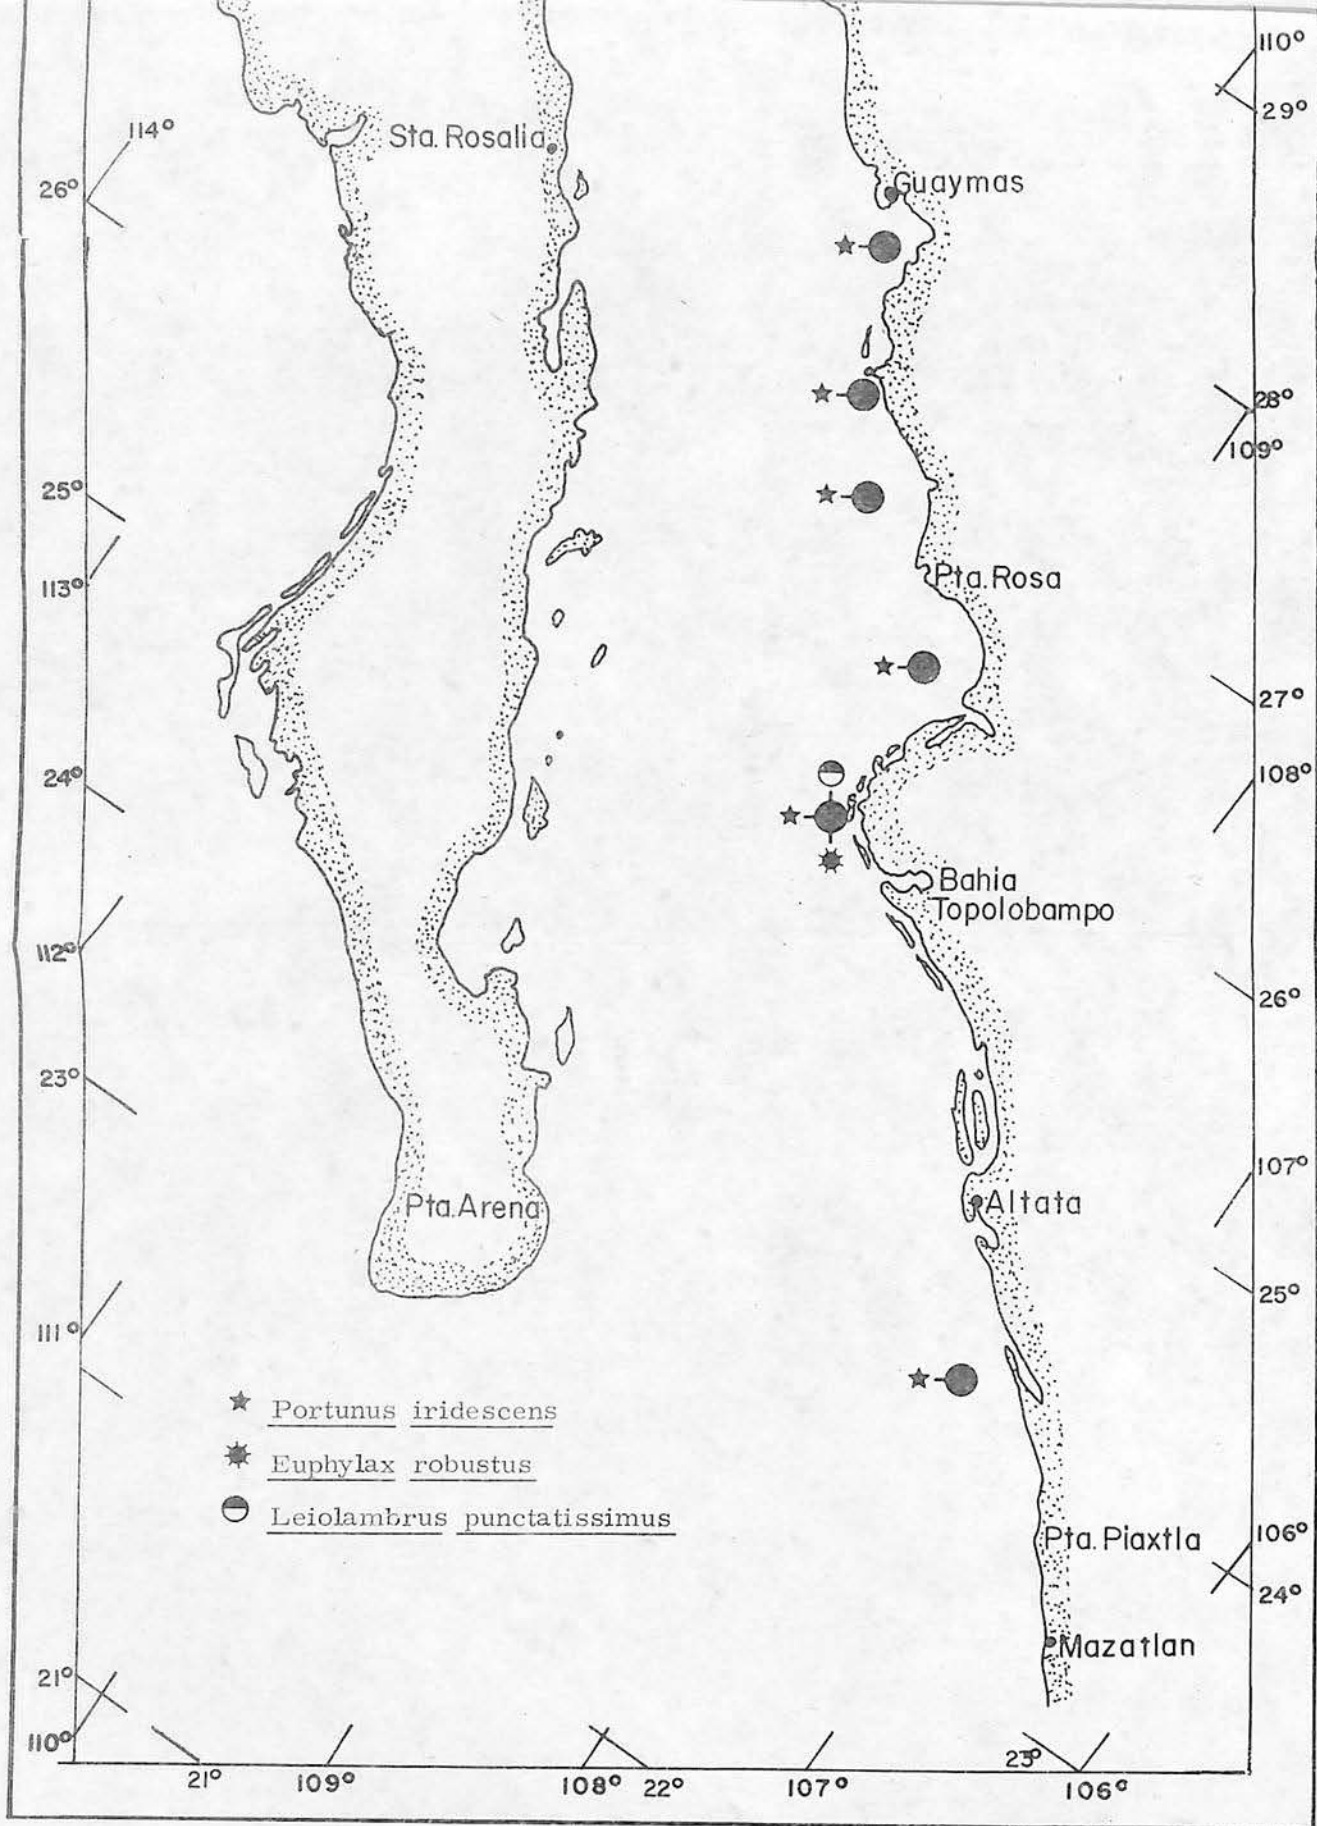 110°
29°
114°
Sta. Rosalia
26°
Guaymas
28°
109°
25°
113°
Pta. Rosa
27°
24°
108°
Bahia
Topolobampo
112°
26°
23°
107°
Pta. Arena
Altata
25°
111°
Portunus iridescens
Euphylax robustus
Leiolambrus punctatissimus
Pta. Piaxtla
106°
24°
Mazatlan
21°
110°
23°
21° 109° 108° 22° 107° 106°